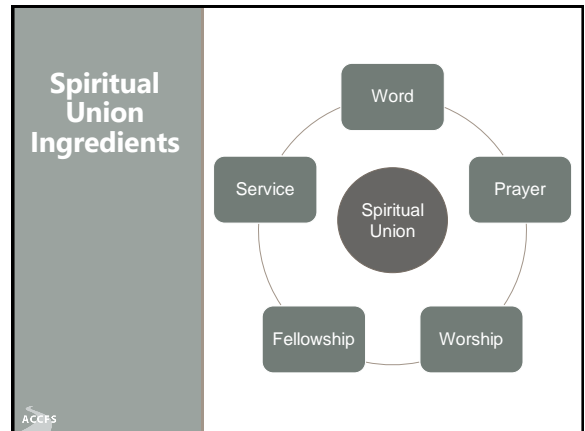 Spiritual
Union
Ingredients
Word
Prayer
Worship
Fellowship
Service
Spiritual
Union
ACCFS